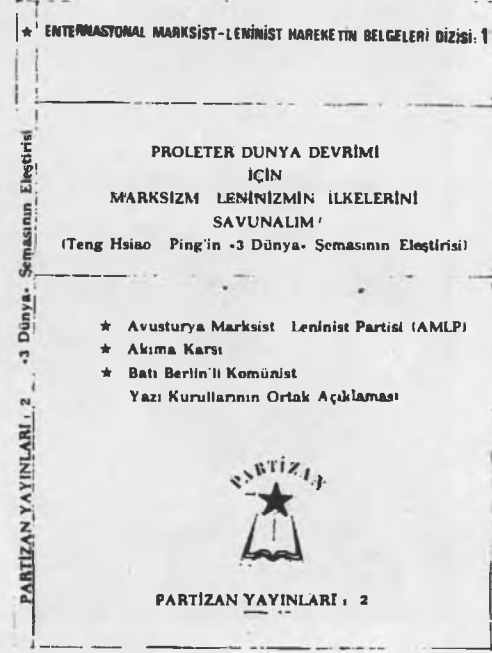 ★ ENTERNASYONAL MARKSİST-LENİNİST HAREKETİN BELGELERİ DİZİSİ: 1
PROLETER DUNYA DEVRİMİ
İÇİN
MARKSİZM LENİNİZMİN İLKELERİNİ
SAVUNALIM!
(Teng Hsiao Ping'in «3 Dünya» Şemasının Eleştirisi)
★ Avusturya Marksist Leninist Partisi (AMLP)
★ Akıma Karsı
★ Batı Berlin'li Komünist
Yazı Kurullarının Ortak Açıklaması
PARTİZAN
PARTİZAN YAYINLARI : 2
PARTİZAN YAYINLARI : 2 «3 Dünya» Şemasının Eleştirisi